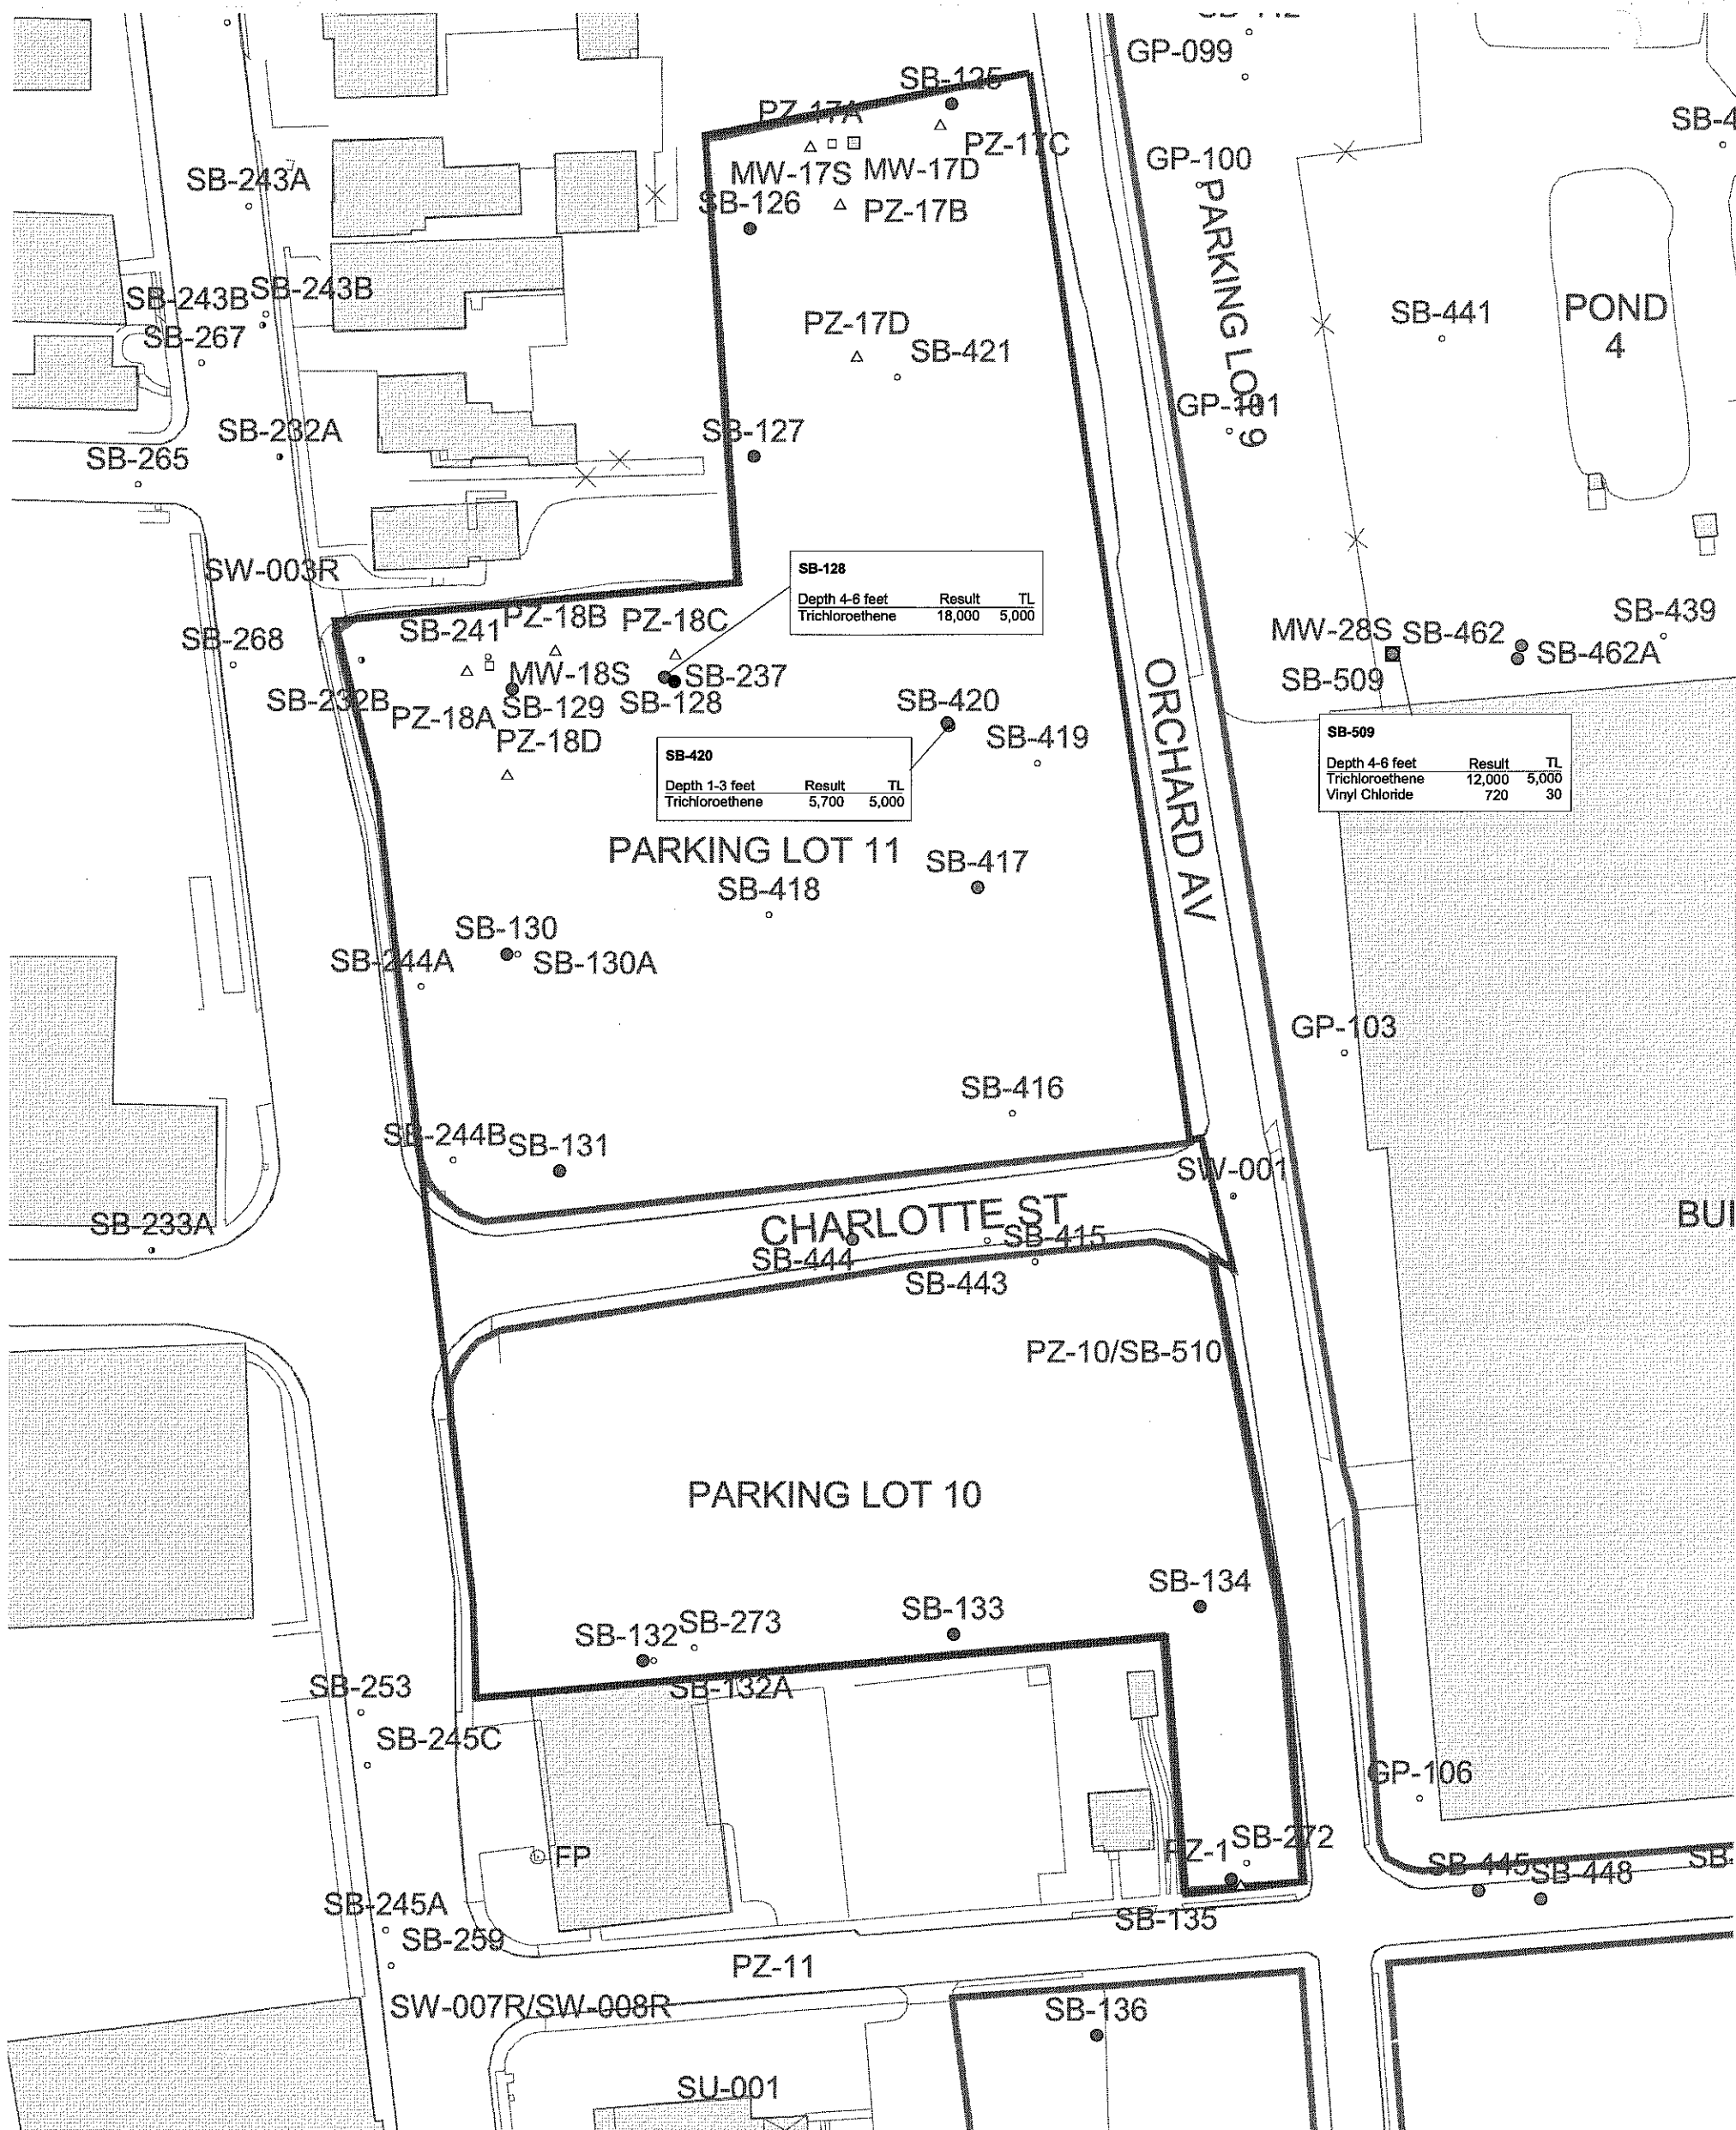 GP-099
SB-125
PZ-17A
PZ-17C
MW-17S
MW-17D
GP-100
SB-243A
SB-126
PZ-17B
PARKING LOT 9
SB-243B
SB-243B
SB-267
PZ-17D
SB-421
SB-441
POND
4
GP-101
SB-232A
SB-127
SB-265
SW-003R
SB-128
Depth 4-6 feet Result TL
Trichloroethene 18,000 5,000
SB-268
SB-241
PZ-18B
PZ-18C
MW-28S
SB-462
SB-439
SB-462A
SB-509
MW-18S
SB-237
SB-232B
PZ-18A
SB-129
SB-128
SB-420
SB-419
PZ-18D
ORCHARD AV
SB-420
Depth 1-3 feet Result TL
Trichloroethene 5,700 5,000
SB-509
Depth 4-6 feet Result TL
Trichloroethene 12,000 5,000
Vinyl Chloride 720 30
PARKING LOT 11
SB-417
SB-418
SB-130
SB-244A
SB-130A
GP-103
SB-416
SB-244B
SB-131
SW-001
SB-233A
CHARLOTTE ST
SB-415
BUI
SB-444
SB-443
PZ-10/SB-510
PARKING LOT 10
SB-134
SB-133
SB-132
SB-273
SB-253
SB-132A
SB-245C
GP-106
PZ-1
SB-272
FP
SB-445
SB-448
SB-
SB-245A
SB-135
SB-259
PZ-11
SW-007R/SW-008R
SB-136
SU-001